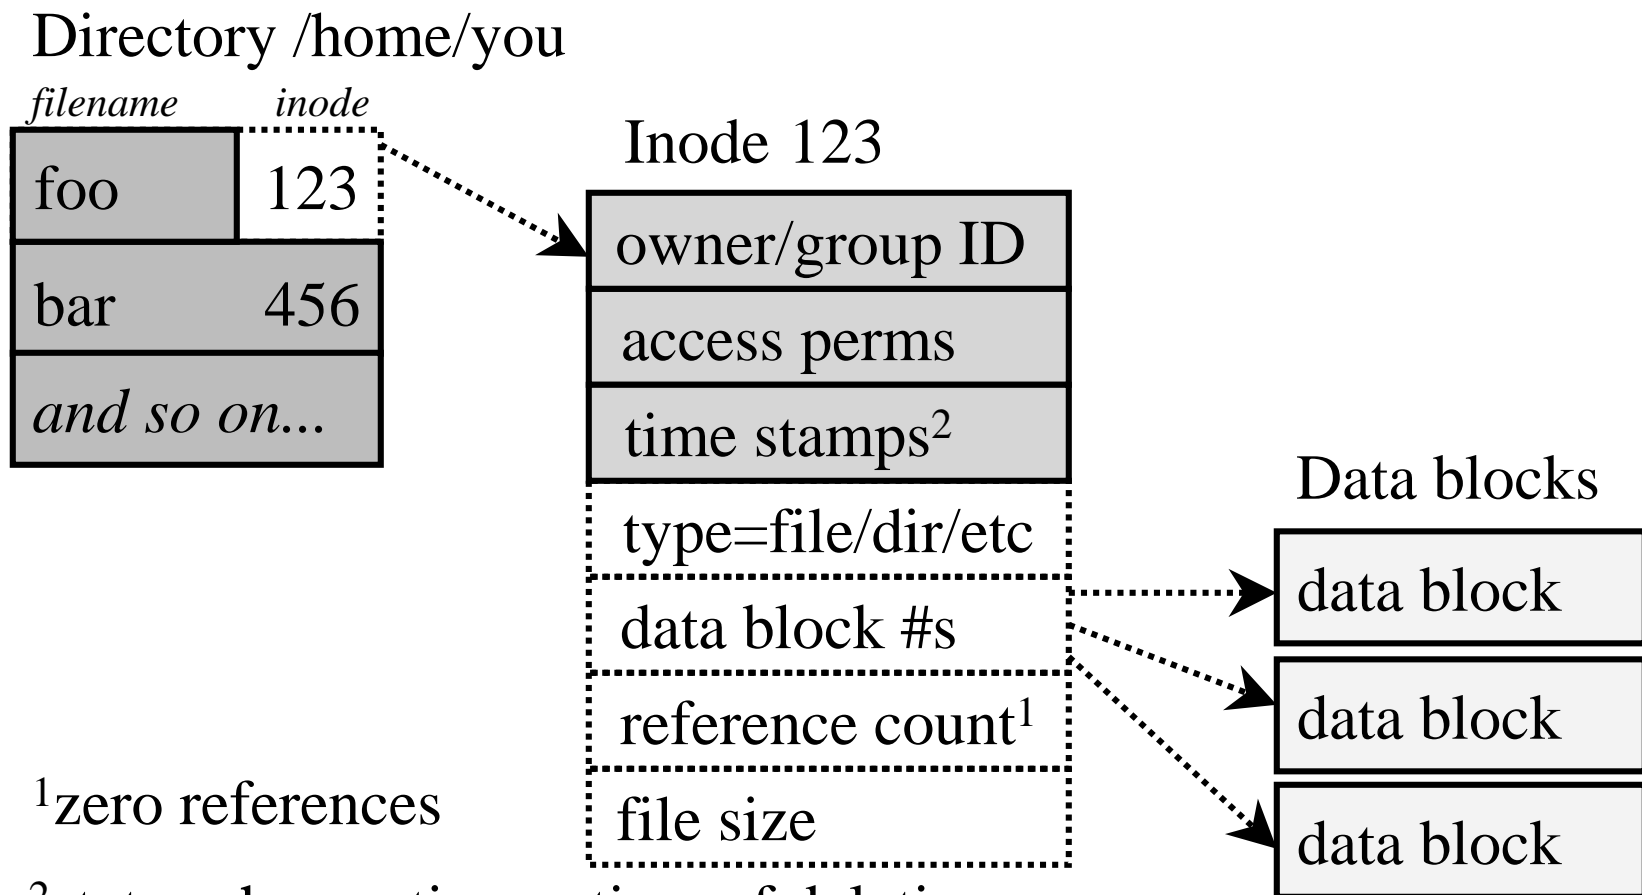 Directory /home/you
filename inode
foo 123
bar 456
and so on...
Inode 123
owner/group ID
access perms
time stamps²
type=file/dir/etc
data block #s
reference count¹
file size
Data blocks
data block
data block
data block
¹zero references